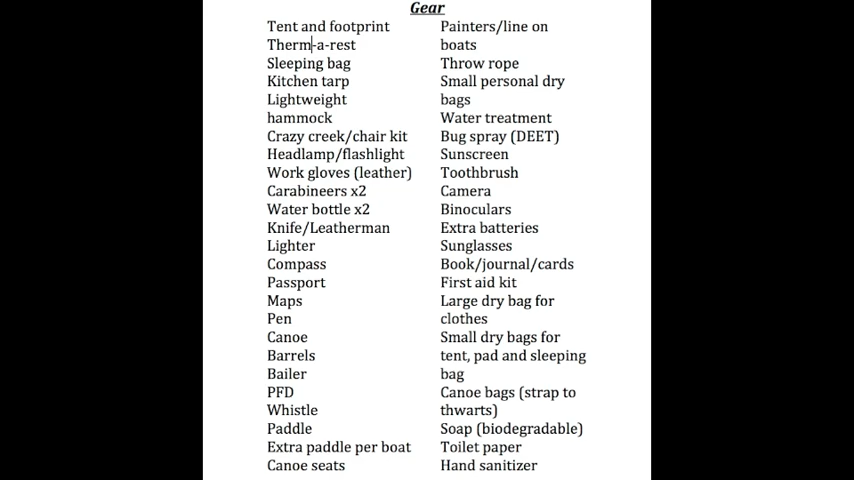 Gear
Tent and footprint
Therm-a-rest
Sleeping bag
Kitchen tarp
Lightweight
hammock
Crazy creek/chair kit
Headlamp/flashlight
Work gloves (leather)
Carabineers x2
Water bottle x2
Knife/Leatherman
Lighter
Compass
Passport
Maps
Pen
Canoe
Barrels
Bailer
PFD
Whistle
Paddle
Extra paddle per boat
Canoe seats
Painters/line on
boats
Throw rope
Small personal dry
bags
Water treatment
Bug spray (DEET)
Sunscreen
Toothbrush
Camera
Binoculars
Extra batteries
Sunglasses
Book/journal/cards
First aid kit
Large dry bag for
clothes
Small dry bags for
tent, pad and sleeping
bag
Canoe bags (strap to
thwarts)
Soap (biodegradable)
Toilet paper
Hand sanitizer